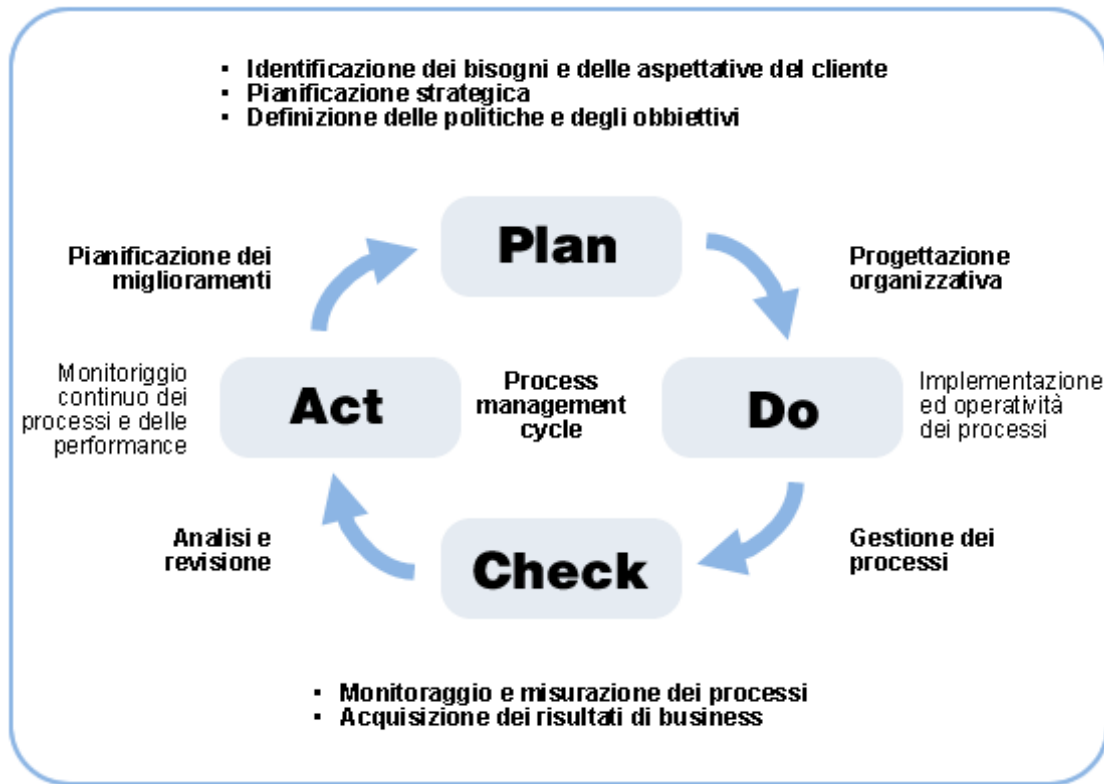 ▪ Identificazione dei bisogni e delle aspettative del cliente
▪ Pianificazione strategica
▪ Definizione delle politiche e degli obbiettivi
Plan
Pianificazione dei
miglioramenti
Progettazione
organizzativa
Monitoriggio
continuo dei
processi e delle
performance
Act
Process
management
cycle
Do
Implementazione
ed operatività
dei processi
Analisi e
revisione
Check
Gestione dei
processi
▪ Monitoraggio e misurazione dei processi
▪ Acquisizione dei risultati di business